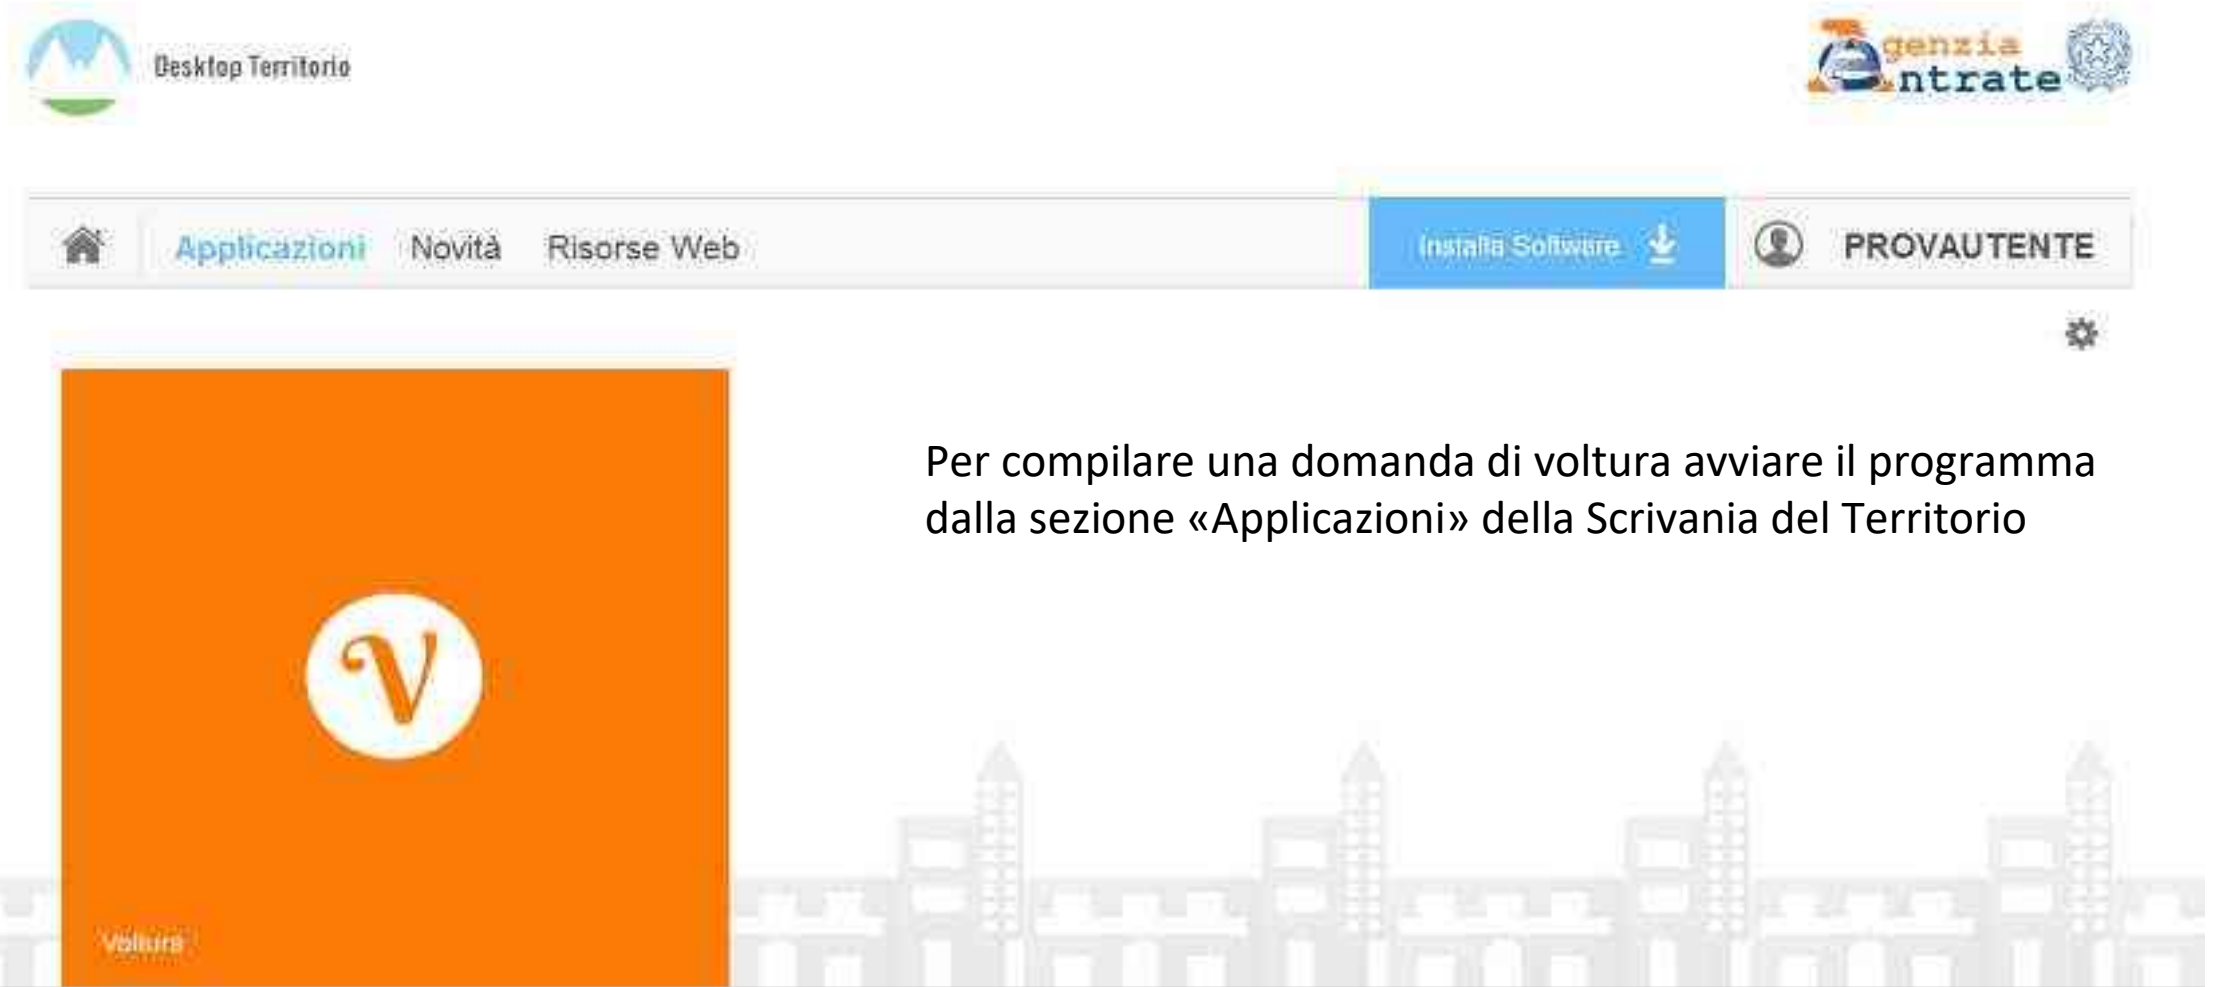 Desktop Territorio
genzia
ntrate
Applicazioni Novità Risorse Web Installa Software PROVAUTENTE
Per compilare una domanda di voltura avviare il programma
dalla sezione «Applicazioni» della Scrivania del Territorio
V
Voltura